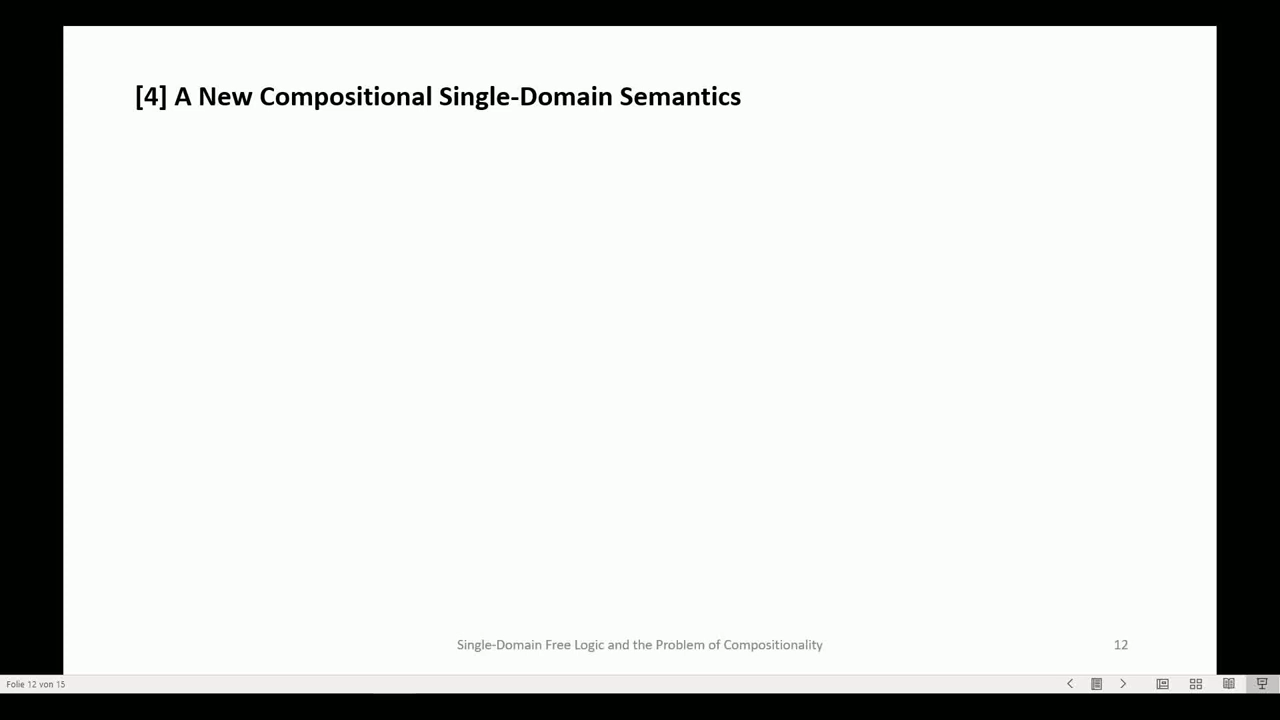 [4] A New Compositional Single-Domain Semantics
Single-Domain Free Logic and the Problem of Compositionality
12
Folie 12 von 15